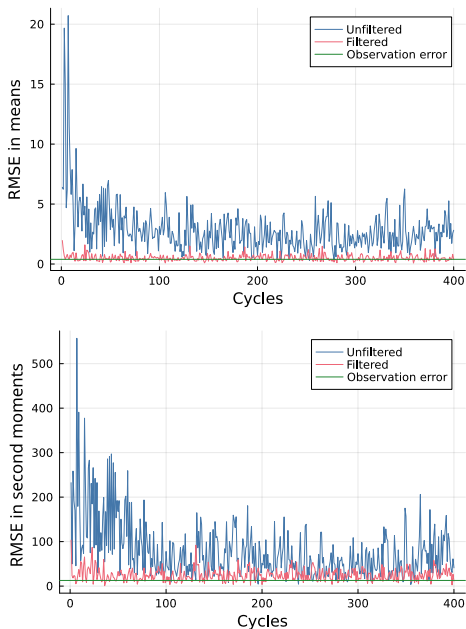 Unfiltered
Filtered
Observation error
RMSE in means
20
15
10
5
0
0 100 200 300 400
Cycles
Unfiltered
Filtered
Observation error
RMSE in second moments
500
400
300
200
100
0
0 100 200 300 400
Cycles